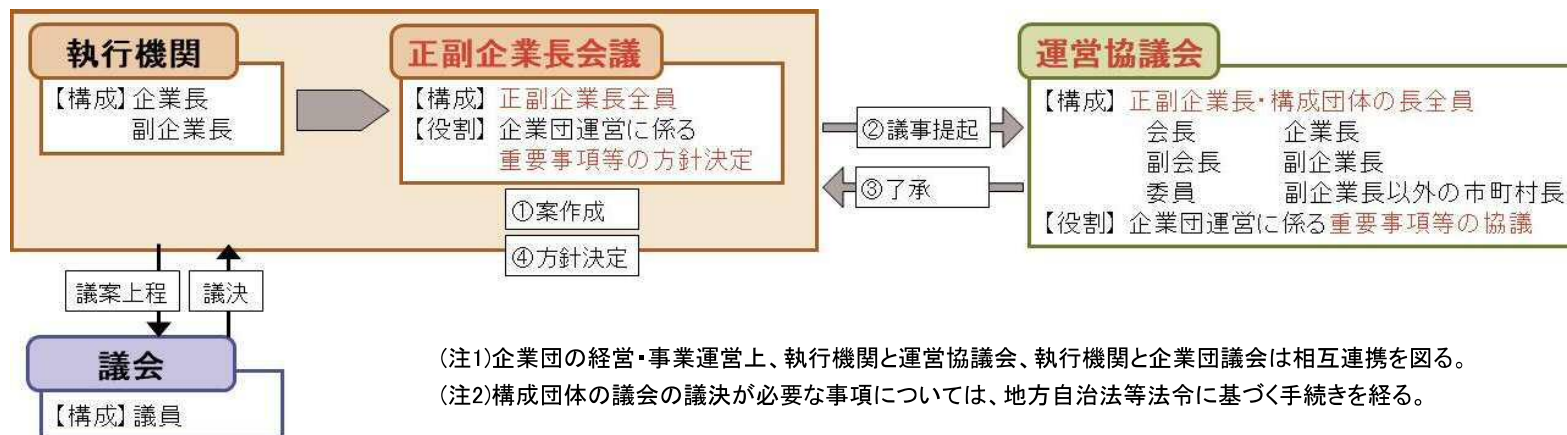 執行機関
【構成】企業長
副企業長
正副企業長会議
【構成】正副企業長全員
【役割】企業団運営に係る
重要事項等の方針決定
①案作成
④方針決定
②議事提起
③了承
運営協議会
【構成】正副企業長・構成団体の長全員
会長 企業長
副会長 副企業長
委員 副企業長以外の市町村長
【役割】企業団運営に係る重要事項等の協議
議案上程
議決
議会
【構成】議員
(注1)企業団の経営・事業運営上、執行機関と運営協議会、執行機関と企業団議会は相互連携を図る。
(注2)構成団体の議会の議決が必要な事項については、地方自治法等法令に基づく手続きを経る。